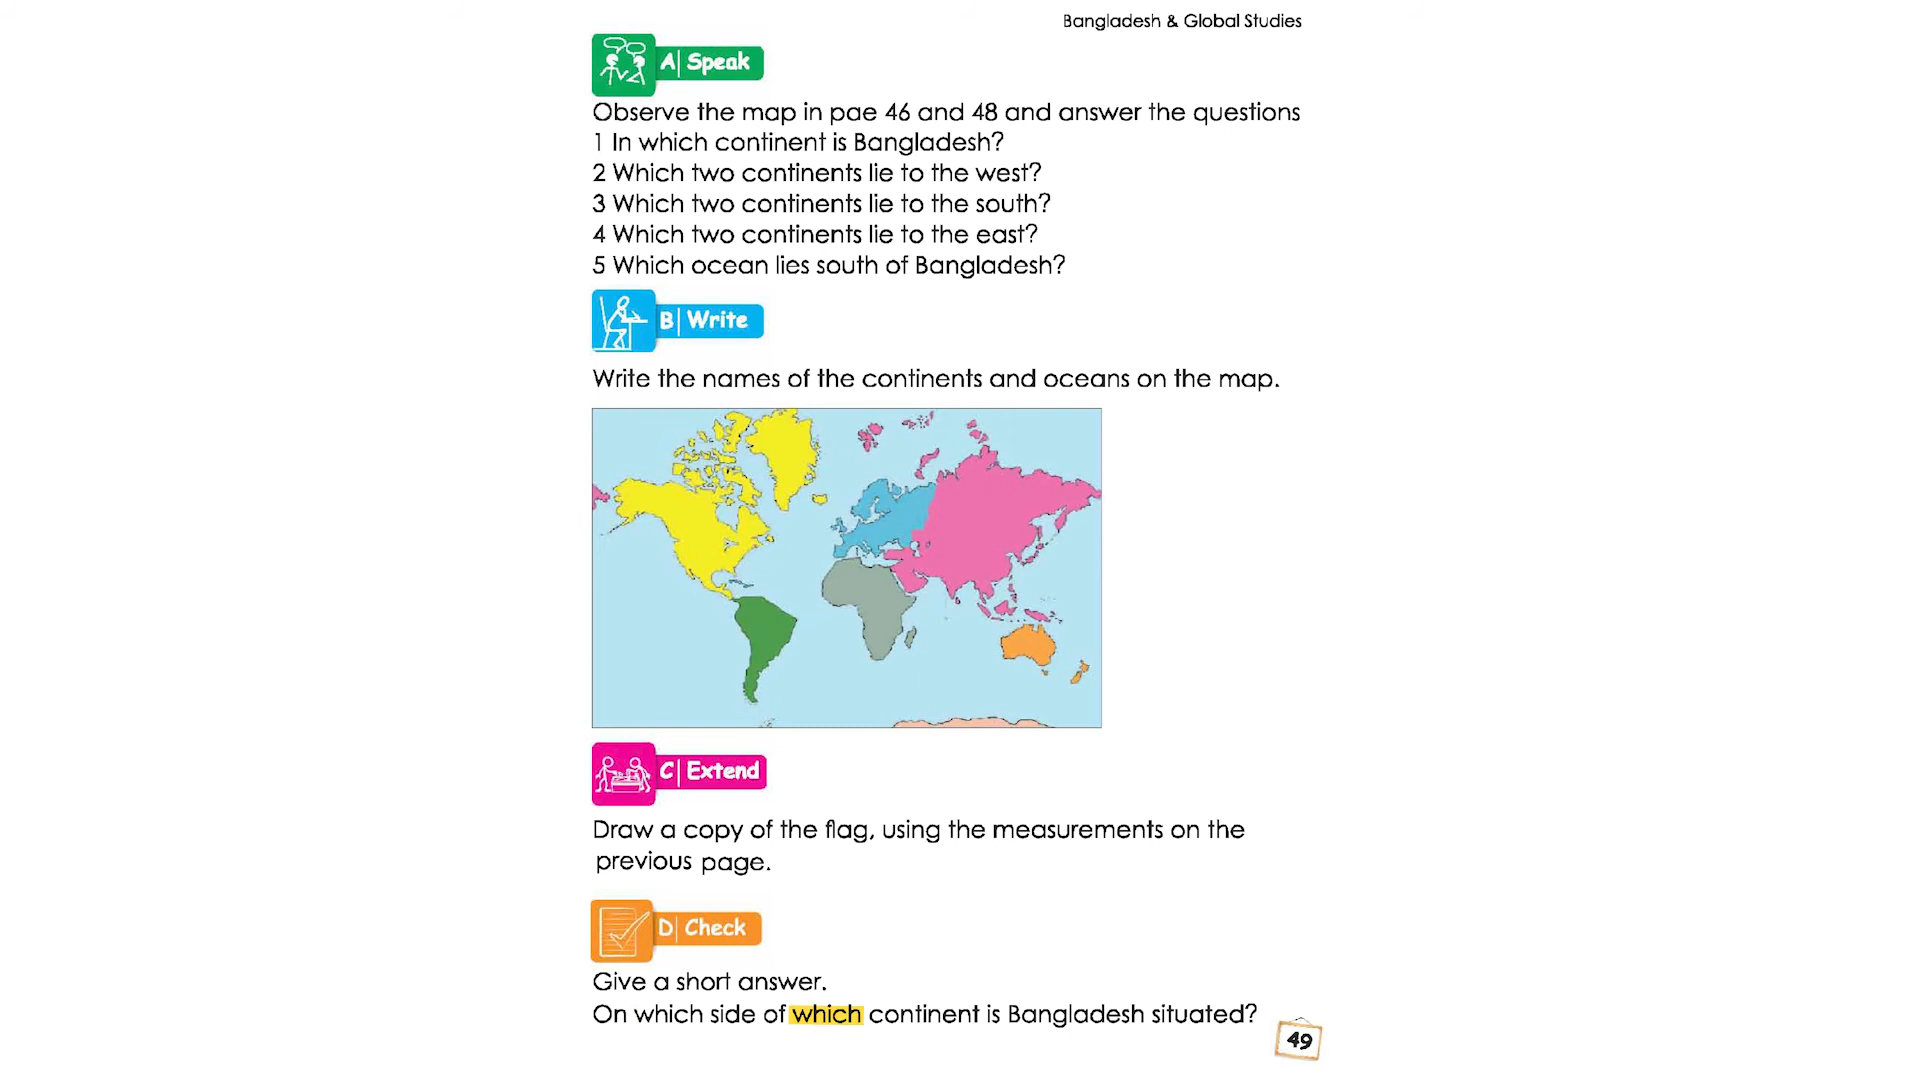 Bangladesh & Global Studies
A| Speak
Observe the map in pae 46 and 48 and answer the questions
1 In which continent is Bangladesh?
2 Which two continents lie to the west?
3 Which two continents lie to the south?
4 Which two continents lie to the east?
5 Which ocean lies south of Bangladesh?
B| Write
Write the names of the continents and oceans on the map.
C| Extend
Draw a copy of the flag, using the measurements on the
previous page.
D| Check
Give a short answer.
On which side of which continent is Bangladesh situated?
49